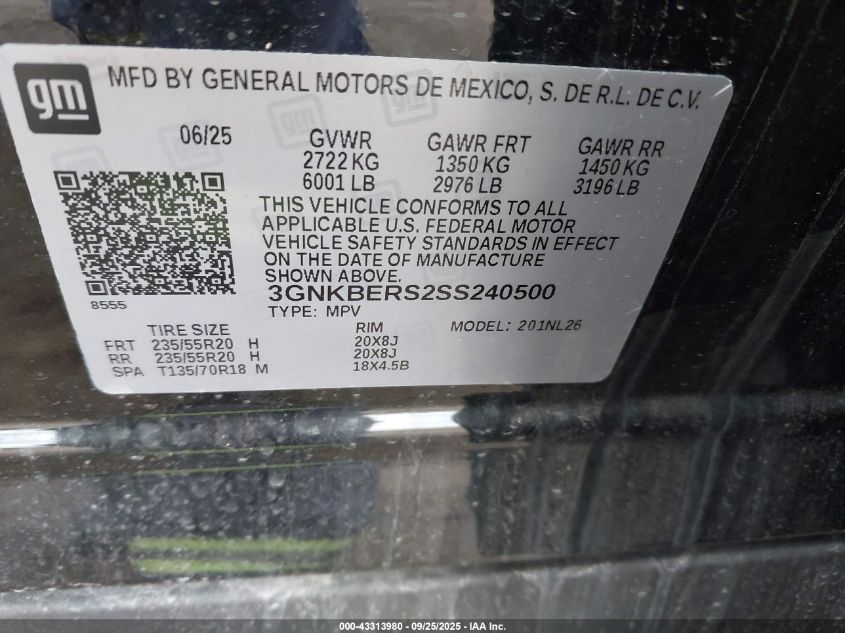 gm
MFD BY GENERAL MOTORS DE MEXICO, S. DE R.L. DE C.V.
06/25 GVWR GAWR FRT GAWR RR
2722 KG 1350 KG 1450 KG
6001 LB 2976 LB 3196 LB
THIS VEHICLE CONFORMS TO ALL
APPLICABLE U.S. FEDERAL MOTOR
VEHICLE SAFETY STANDARDS IN EFFECT
ON THE DATE OF MANUFACTURE
SHOWN ABOVE.
3GNKBERS2SS240500
8555
TYPE: MPV
TIRE SIZE RIM MODEL: 201NL26
FRT 235/55R20 H 20X8J
RR 235/55R20 H 20X8J
SPA T135/70R18 M 18X4.5B
000-43313980 - 09/25/2025 - IAA Inc.